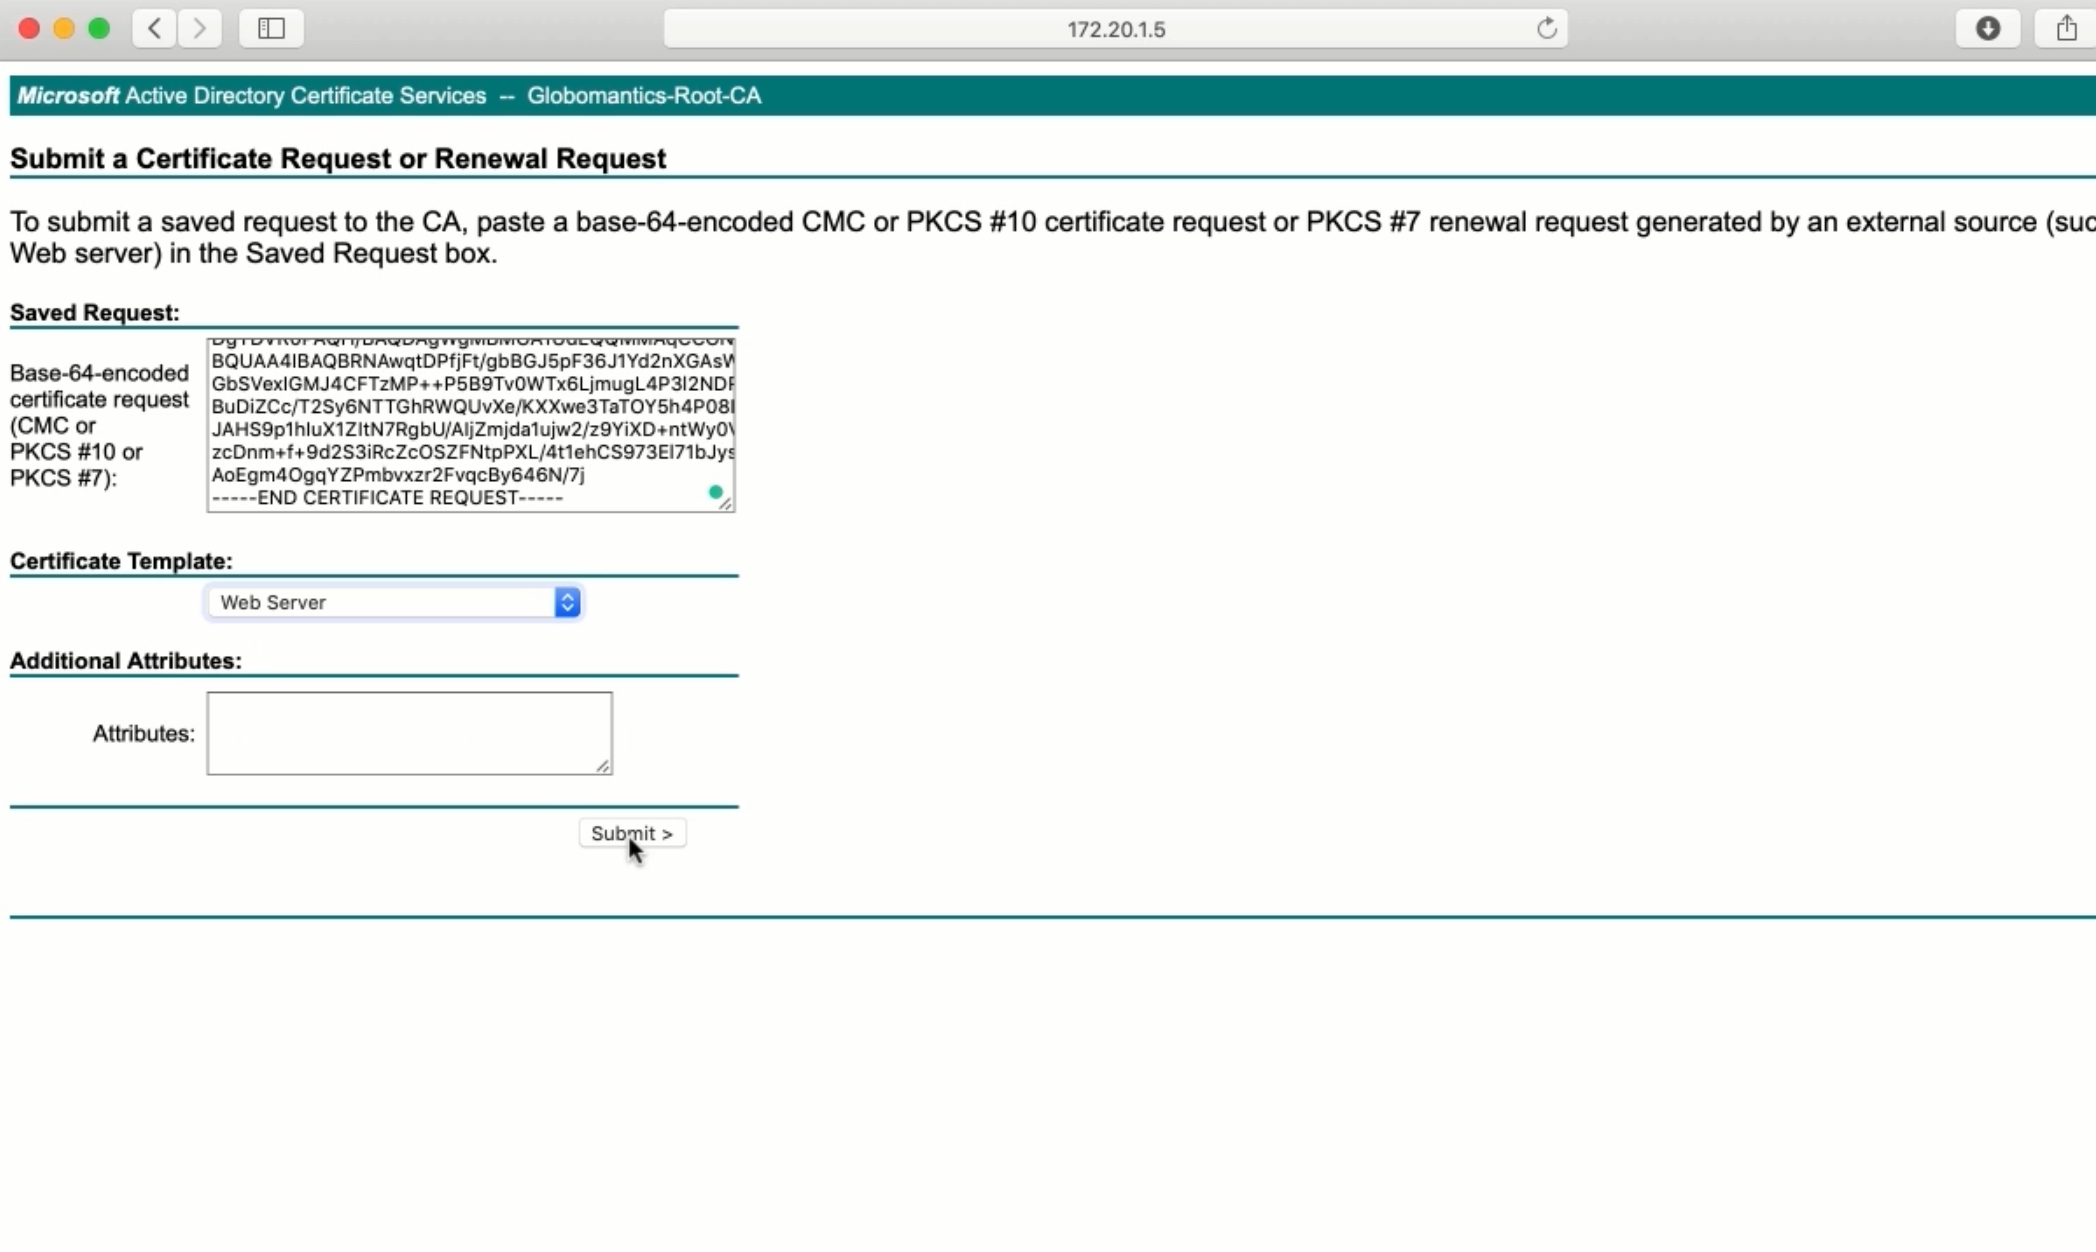 172.20.1.5
Microsoft Active Directory Certificate Services -- Globomantics-Root-CA
Submit a Certificate Request or Renewal Request
To submit a saved request to the CA, paste a base-64-encoded CMC or PKCS #10 certificate request or PKCS #7 renewal request generated by an external source (suc
Web server) in the Saved Request box.
Saved Request:
Base-64-encoded
certificate request
(CMC or
PKCS #10 or
PKCS #7):
BQUAA4IBAQBRNAwqtDPfjFt/gbBGJ5pF36J1Yd2nXGAsW
GbSVexIGMJ4CFTzMP++P5B9Tv0WTx6LjmugL4P3I2NDF
BuDiZCc/T2Sy6NTTGhRWQUvXe/KXXwe3TaTOY5h4P08I
JAHS9p1hIuX1ZItN7RgbU/AIjZmjda1ujw2/z9YiXD+ntWy0V
zcDnm+f+9d2S3iRcZcOSZFNtpPXL/4t1ehCS973EI71bJys
AoEgm4OgqYZPmbvxzr2FvqcBy646N/7j
-----END CERTIFICATE REQUEST-----
Certificate Template:
Web Server
Additional Attributes:
Attributes:
Submit >